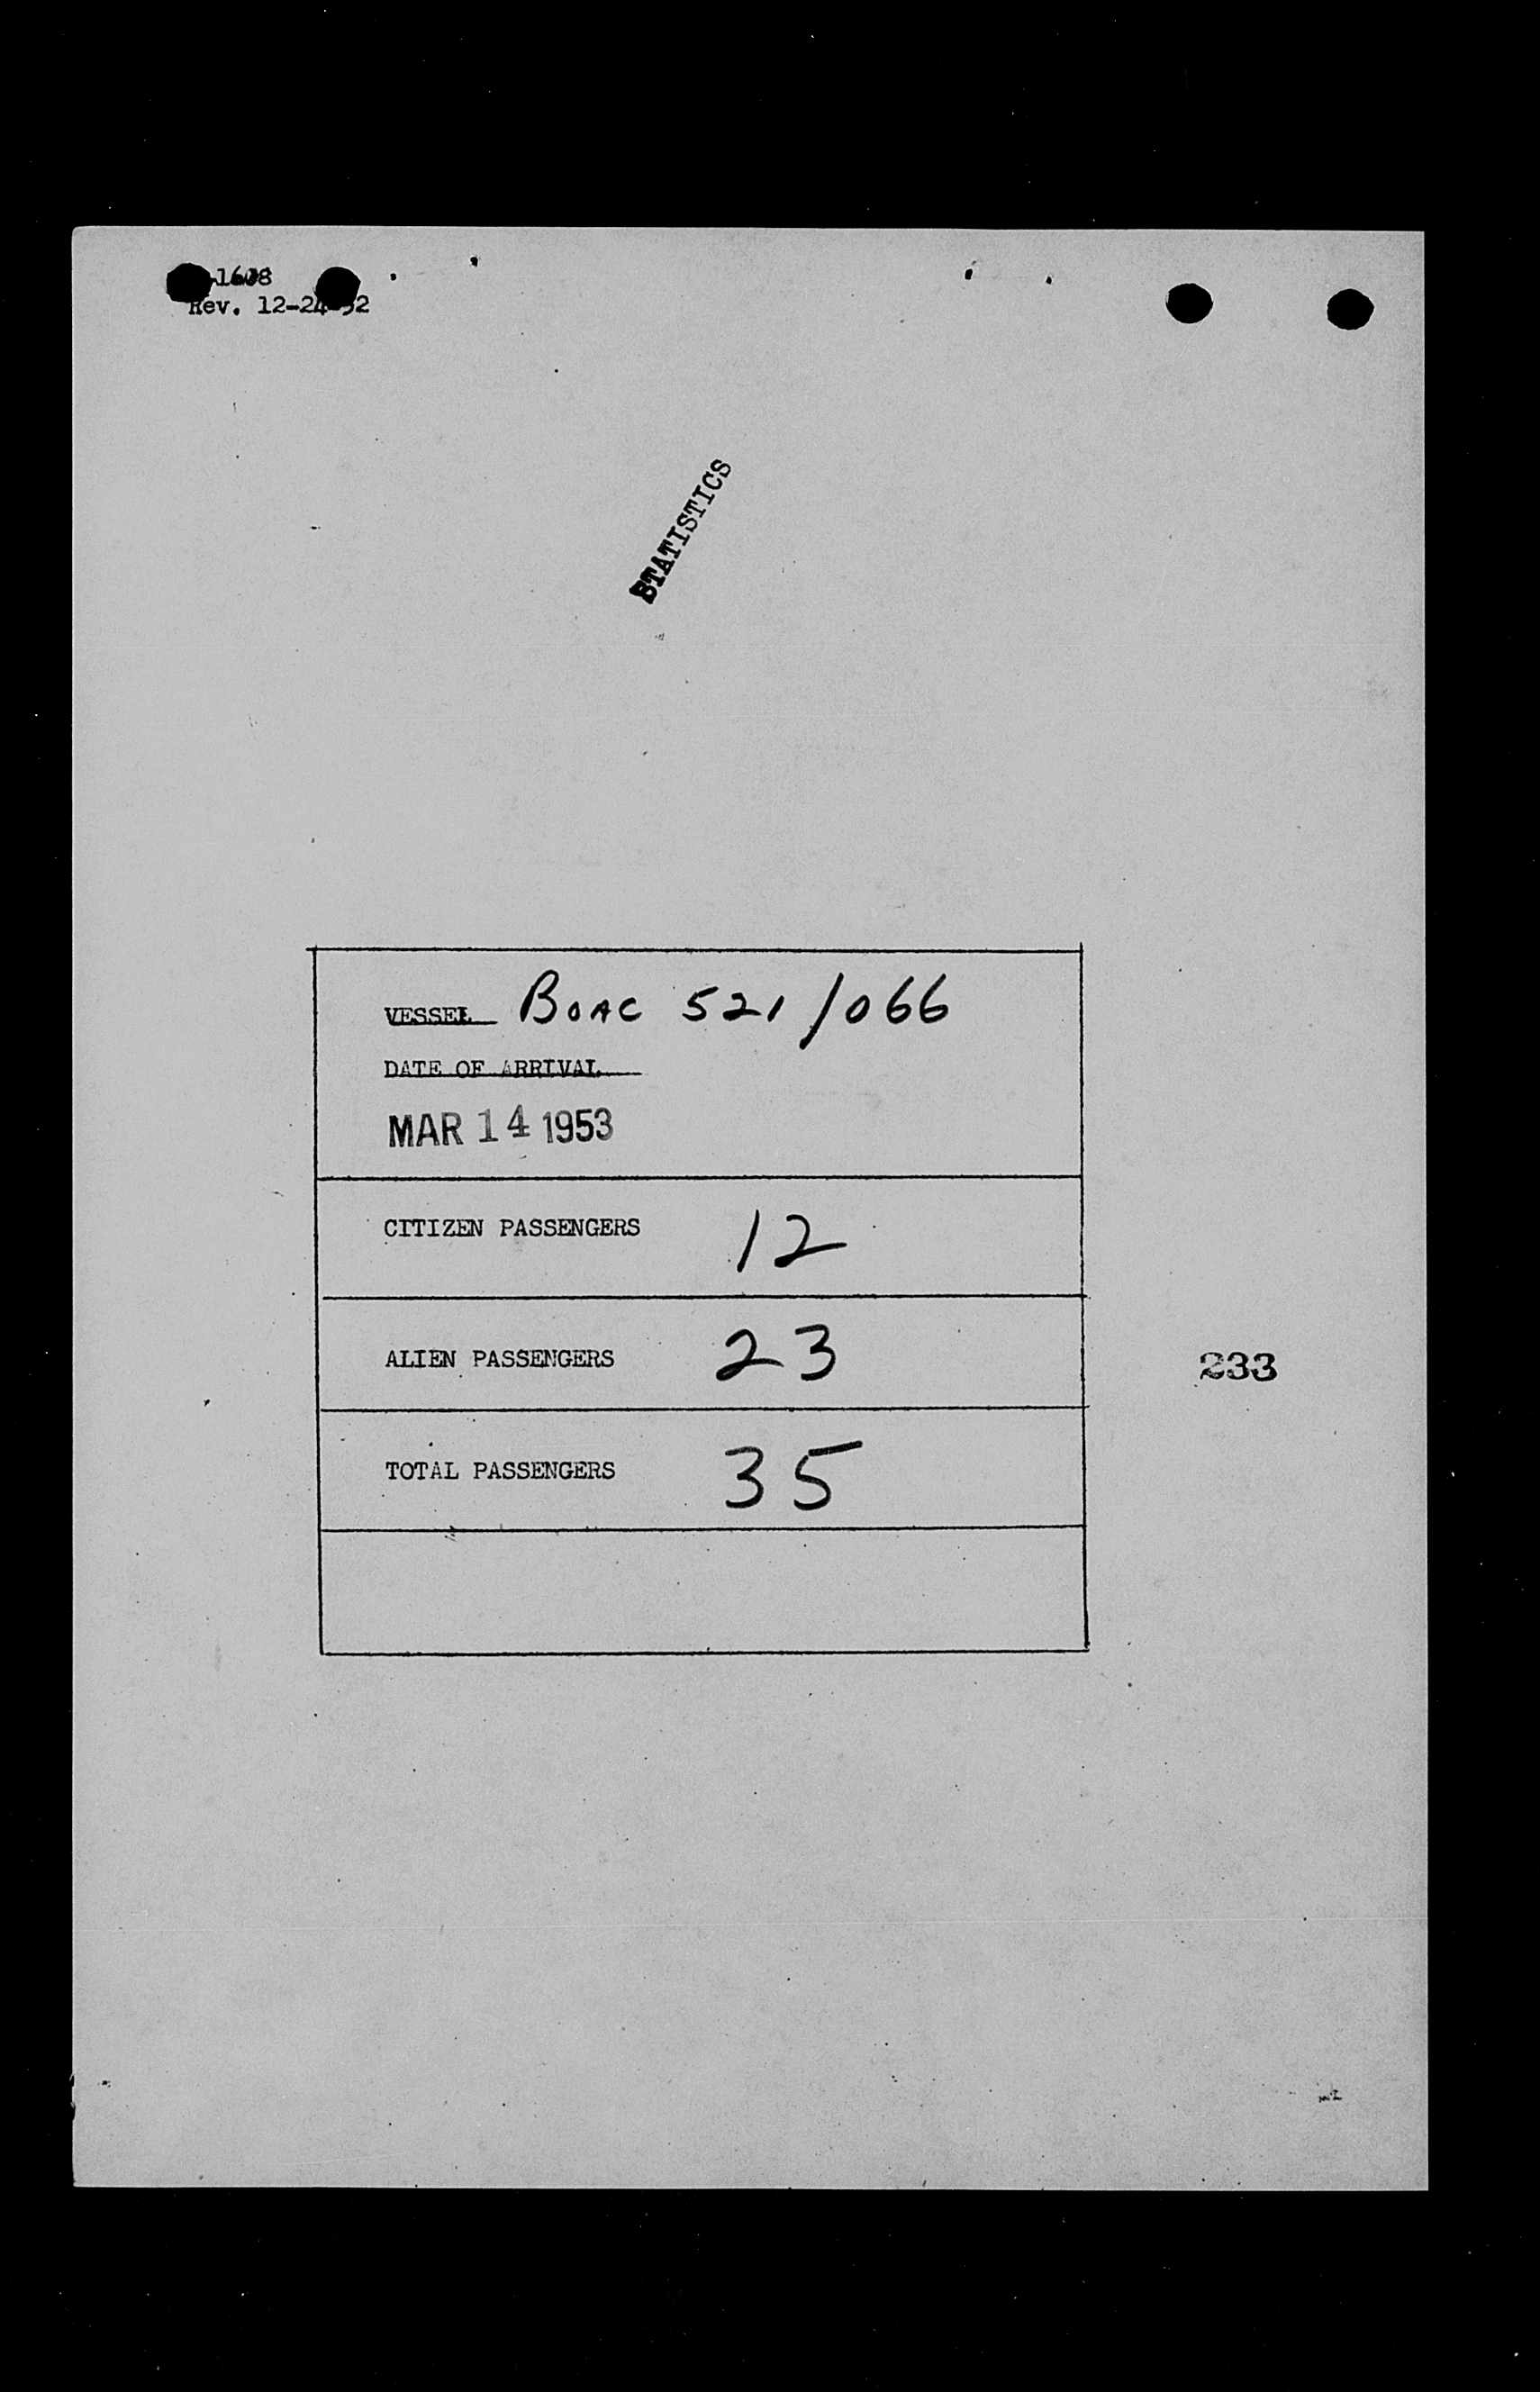 -1608
Rev. 12-24-52
STATISTICS
VESSEL BOAC 521/066
DATE OF ARRIVAL
MAR 14 1953
CITIZEN PASSENGERS 12
ALIEN PASSENGERS 23
233
TOTAL PASSENGERS 35